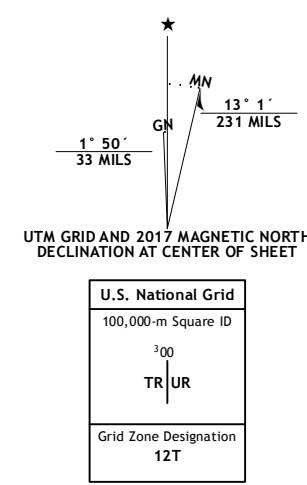 ★
MN
GN
13° 1´
231 MILS
1° 50´
33 MILS
UTM GRID AND 2017 MAGNETIC NORTH
DECLINATION AT CENTER OF SHEET
U.S. National Grid
100,000-m Square ID
³00
TR UR
Grid Zone Designation
12T